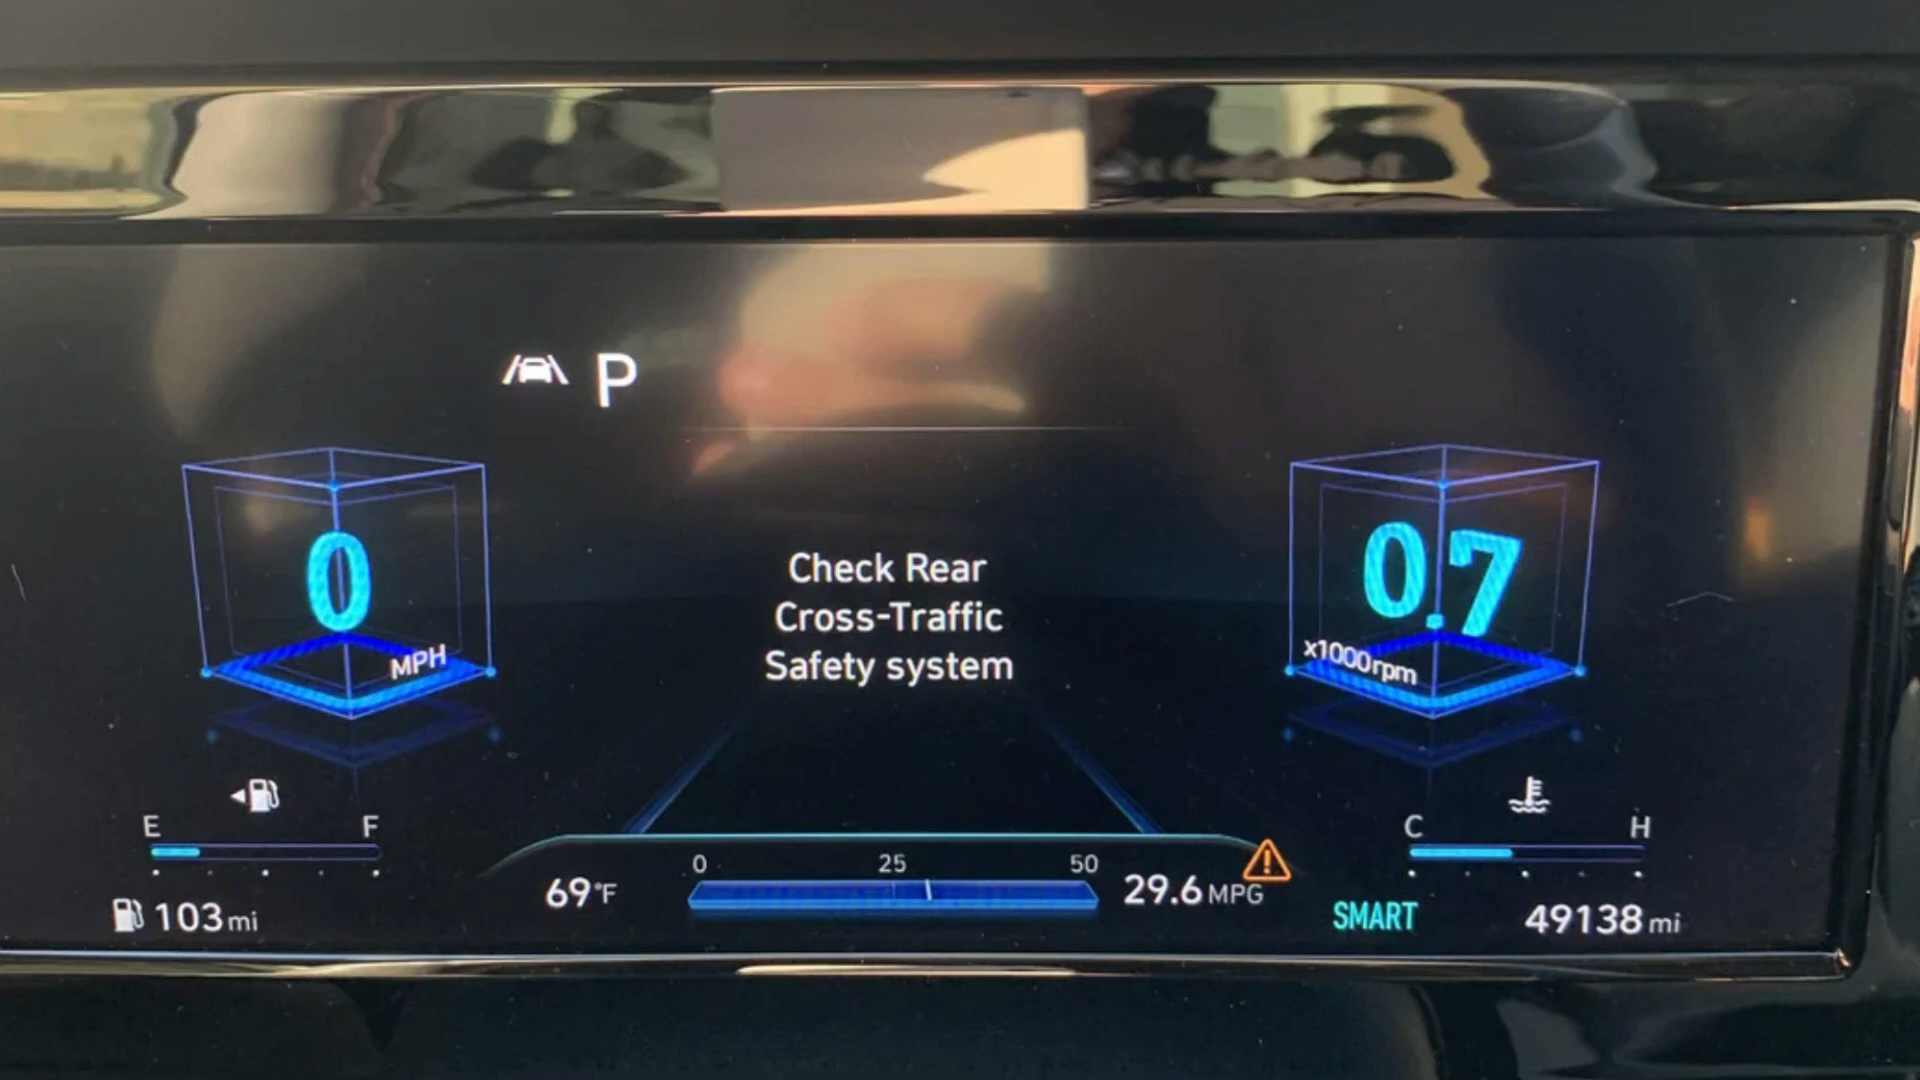 P
0
MPH
Check Rear
Cross-Traffic
Safety system
0.7
x1000rpm
E F
103 mi
69°F
0 25 50
29.6 MPG
C H
SMART
49138 mi